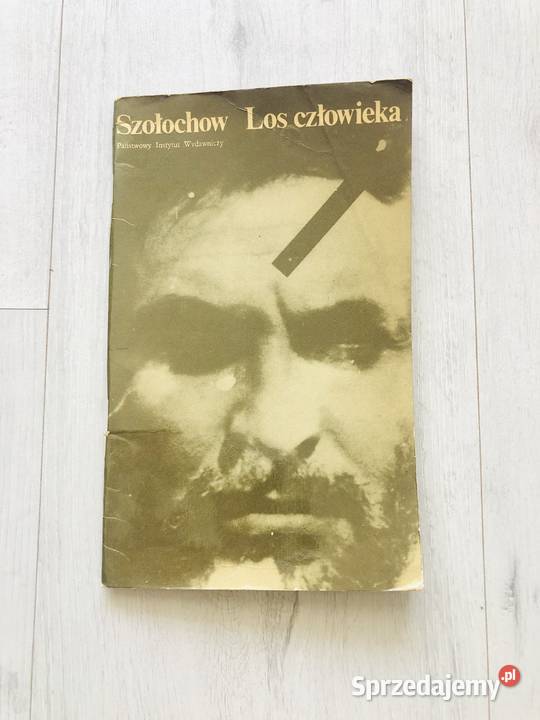 Szołochow Los człowieka
Państwowy Instytut Wydawniczy
Sprzedajemy.pl